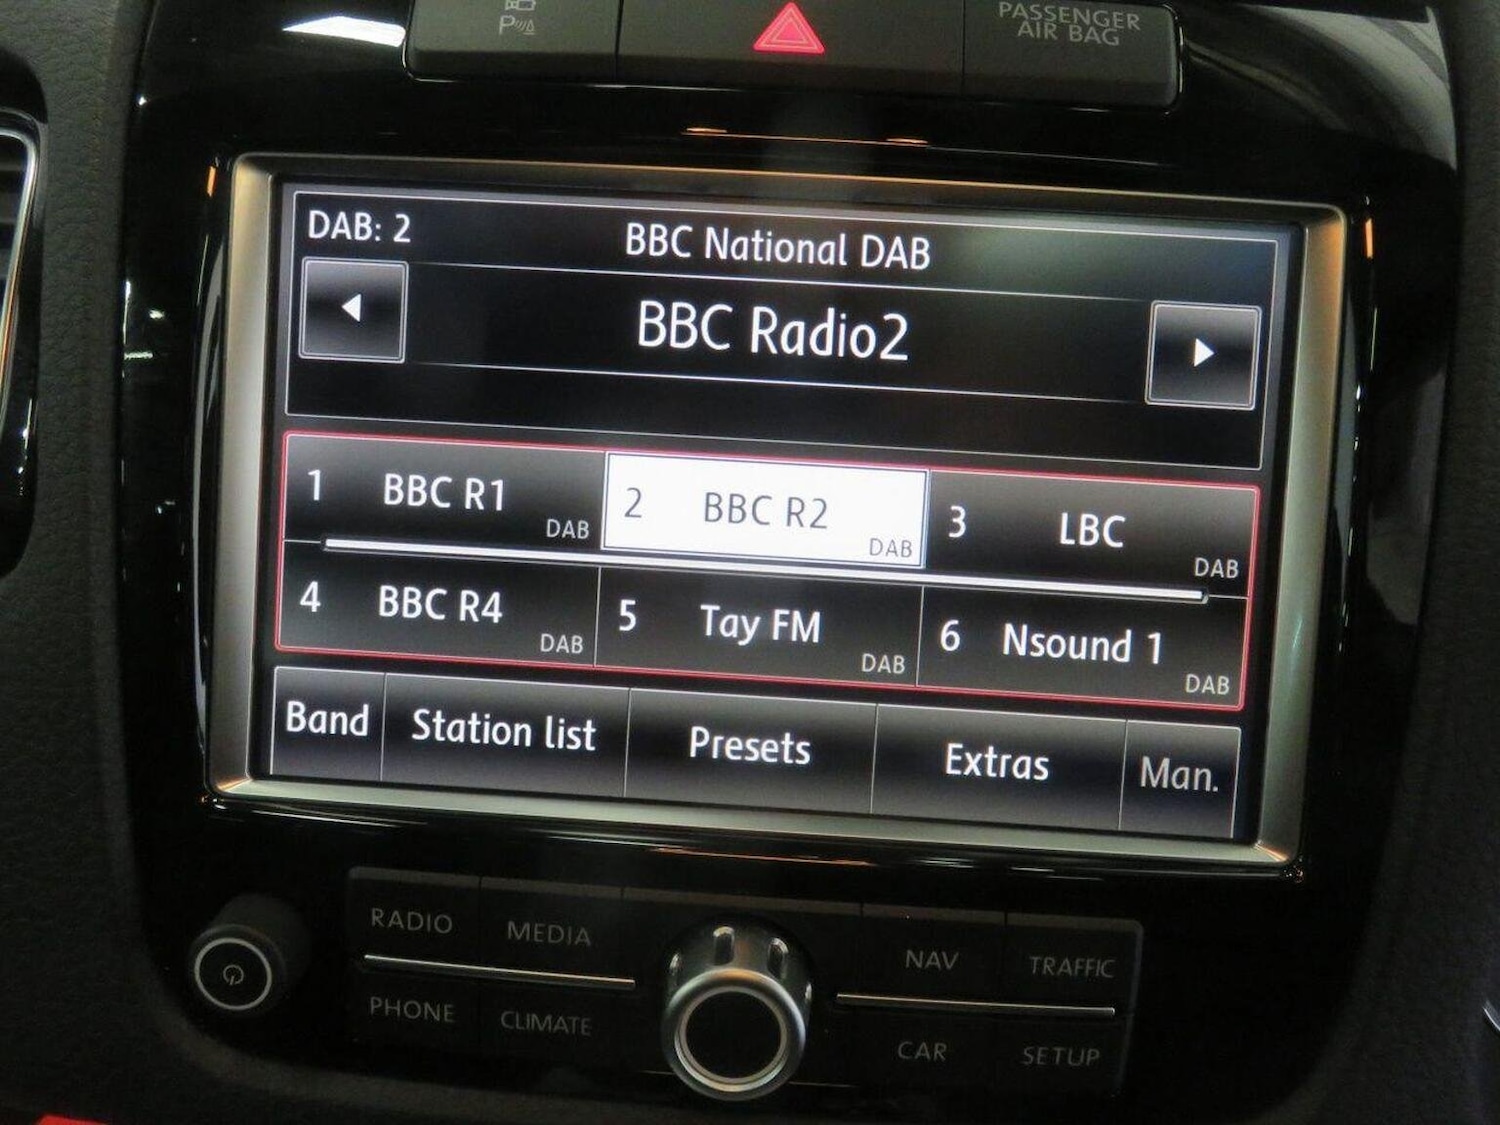 P
PASSENGER
AIR BAG
DAB: 2
BBC National DAB
BBC Radio2
1 BBC R1 DAB
2 BBC R2 DAB
3 LBC DAB
4 BBC R4 DAB
5 Tay FM DAB
6 Nsound 1 DAB
Band Station list Presets Extras Man.
RADIO MEDIA NAV TRAFFIC
PHONE CLIMATE CAR SETUP